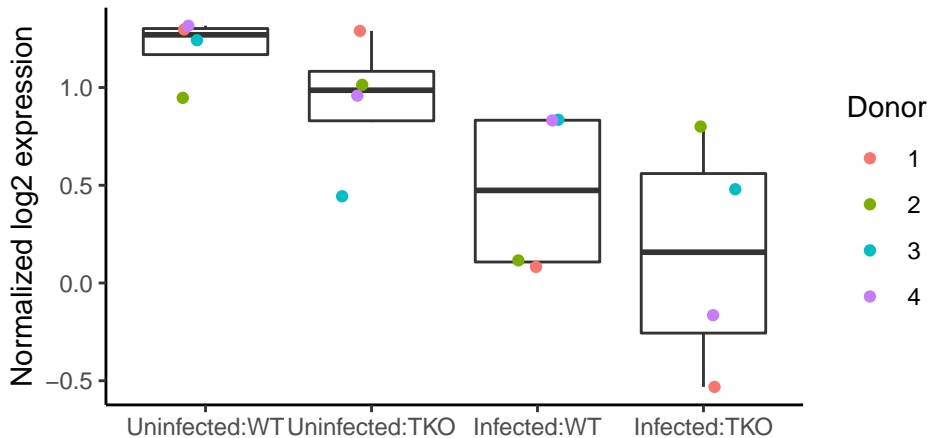 Normalized log2 expression
1.0
0.5
0.0
−0.5
Uninfected:WT Uninfected:TKO Infected:WT Infected:TKO
Donor
1
2
3
4